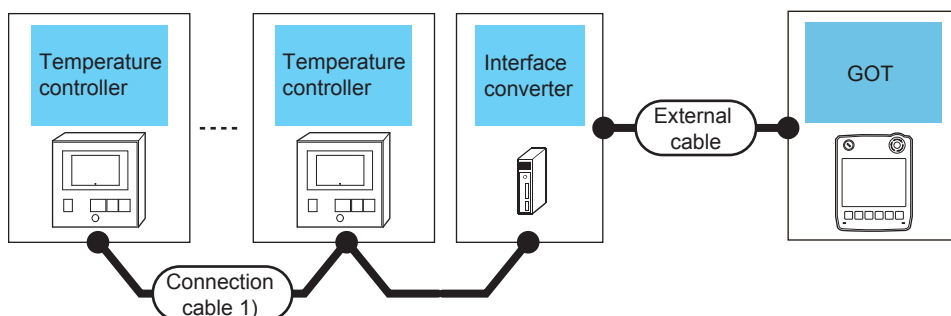 Temperature
controller
Temperature
controller
Interface
converter
GOT
External
cable
Connection
cable 1)